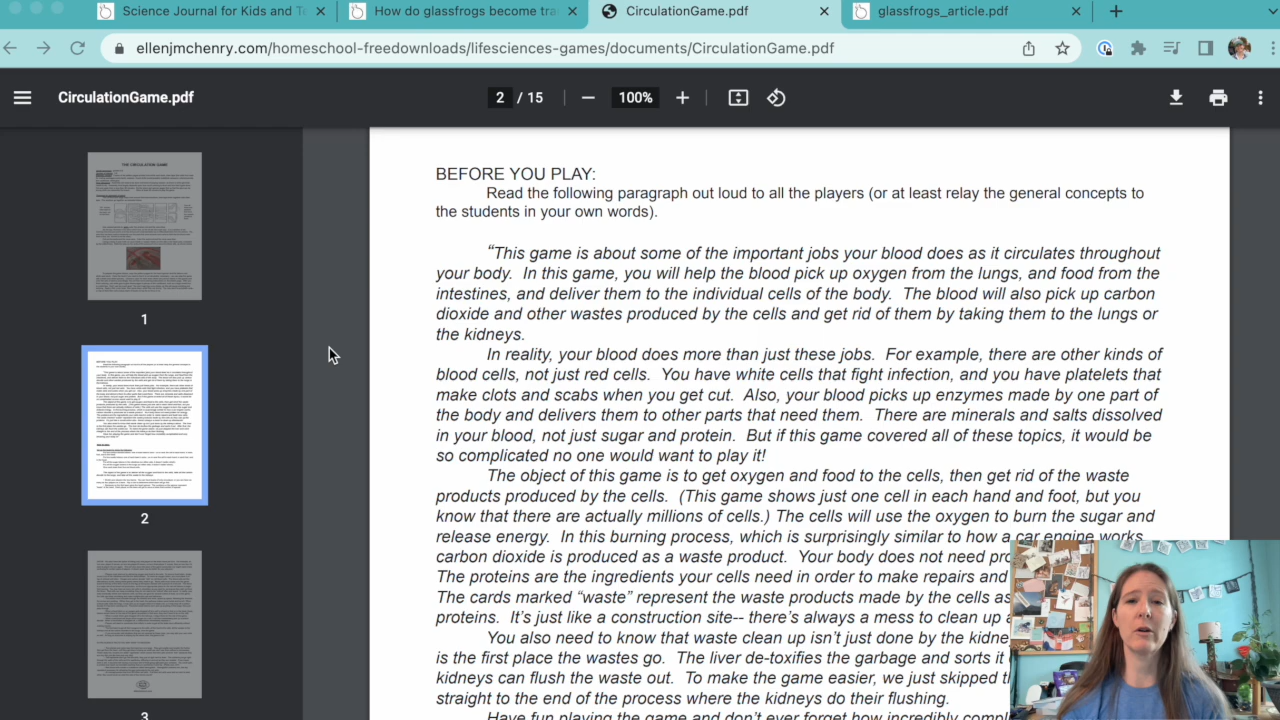 Science Journal for Kids and Te
How do glassfrogs become tra
CirculationGame.pdf
glassfrogs_article.pdf
ellenjmchenry.com/homeschool-freedownloads/lifesciences-games/documents/CirculationGame.pdf
CirculationGame.pdf
2 / 15
100%
THE CIRCULATION GAME
1
2
3
BEFORE YOU PLAY:
Read the following paragraph out loud to all the players (or at least relay the general concepts to
the students in your own words).
“This game is about some of the important jobs your blood does as it circulates throughout
your body. In this game, you will help the blood pick up oxygen from the lungs, and food from the
intestines, and deliver them to the individual cells of the body. The blood will also pick up carbon
dioxide and other wastes produced by the cells and get rid of them by taking them to the lungs or
the kidneys.
In reality, your blood does more than just these jobs. For example, there are other kinds of
blood cells, not just red cells. You have white cells that fight infection, and you have platelets that
make clots and scabs when you get cut. Also, your blood picks up enzymes made by one part of
the body and delivers them to other parts that need them. There are minerals and salts dissolved
in your blood, not just sugar and protein. But if the game covered all of these topics, it would be
so complicated no one would want to play it!
The object of the game is to get oxygen and food to the cells, then get rid of the waste
products produced by the cells. (This game shows just one cell in each hand and foot, but you
know that there are actually millions of cells.) The cells will use the oxygen to burn the sugar and
release energy. In this burning process, which is surprisingly similar to how a car engine
carbon dioxide is produced as a waste product. Your body does not need
The proteins are the ingredients your cells need in order to make repairs and
The cards marked “waste” represent the waste products made by the cells as
proteins. It's like a construction site-- there's always a mess to clean up
You also need to know that waste clean up is not just done by the kidne
since it's where the wastes go. The liver detoxifies the garbage and sorts it
kidneys can flush the waste out. To make the game easier, we just skipped
straight to the end of the process where the kidneys do their flushing.
Have fun playing the game and don't ever forget how incredibly